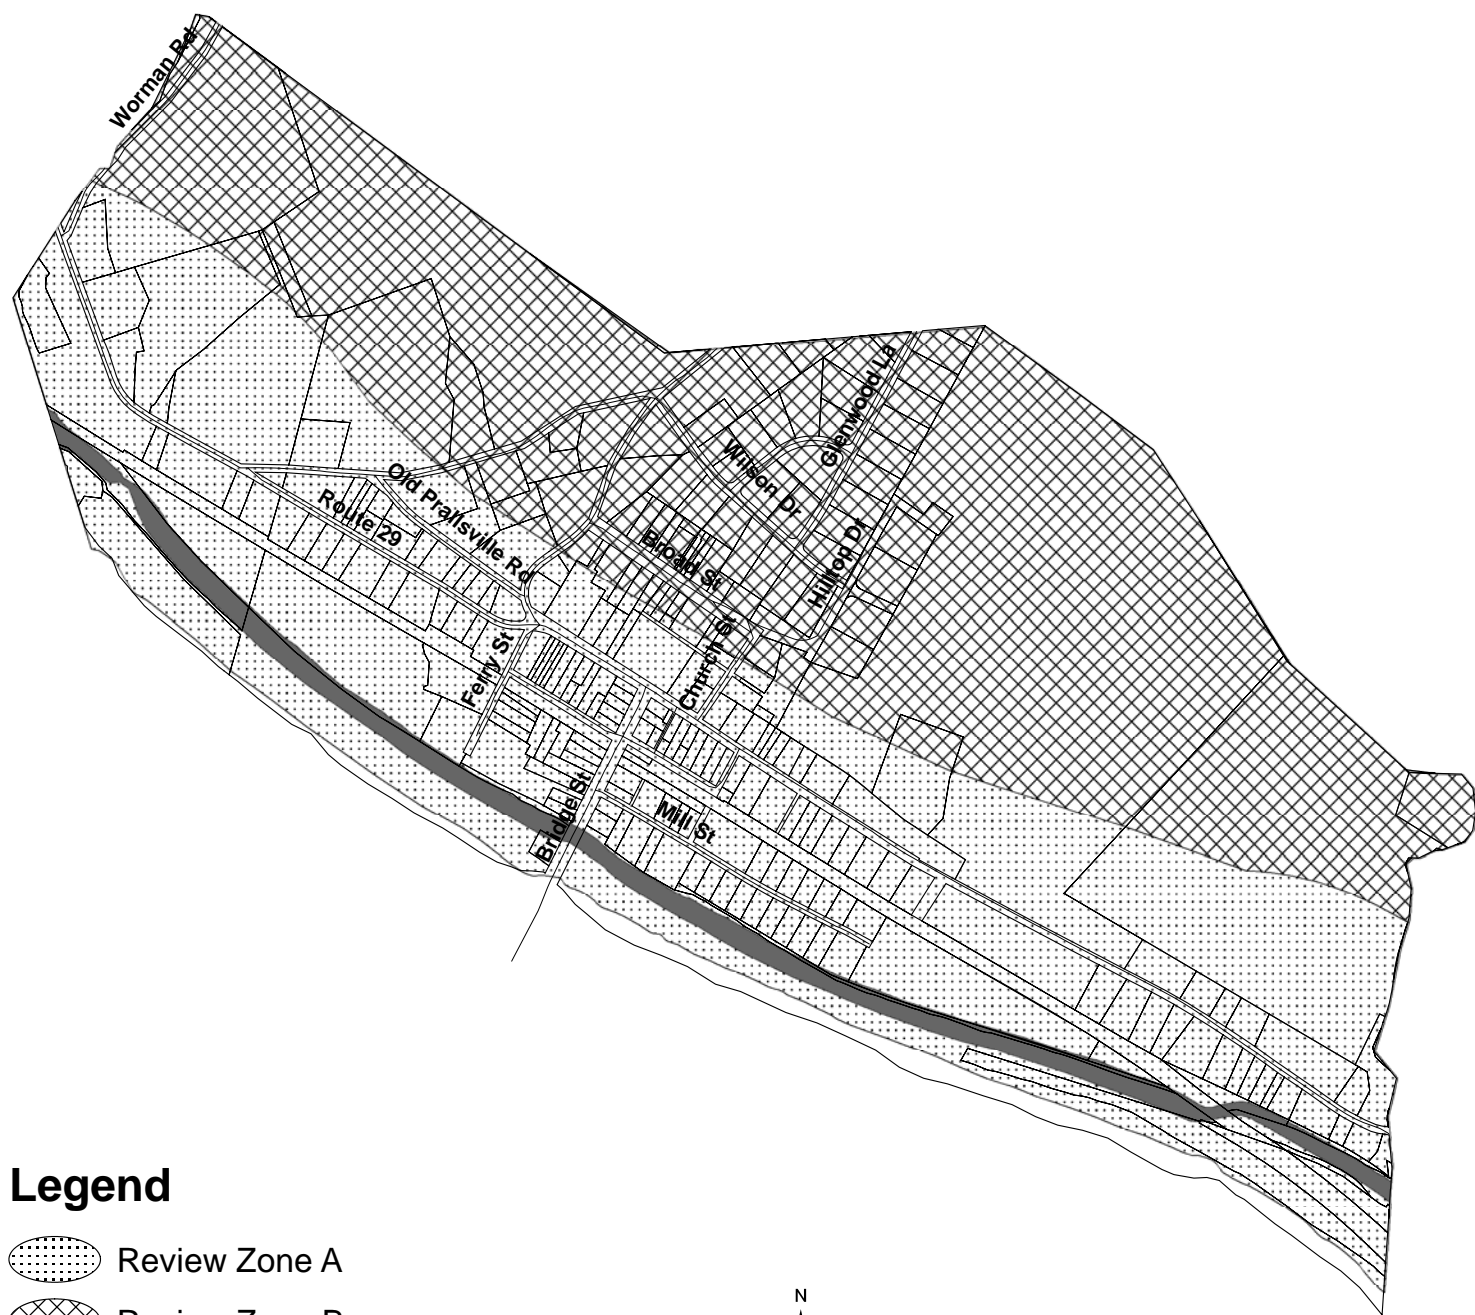 Worman Rd
Glenwood La
Wilson Dr
Old Prallsville Rd
Route 29
Broad St
Hilltop Dr
Church St
Ferry St
Bridge St
Mill St
Legend
Review Zone A
N